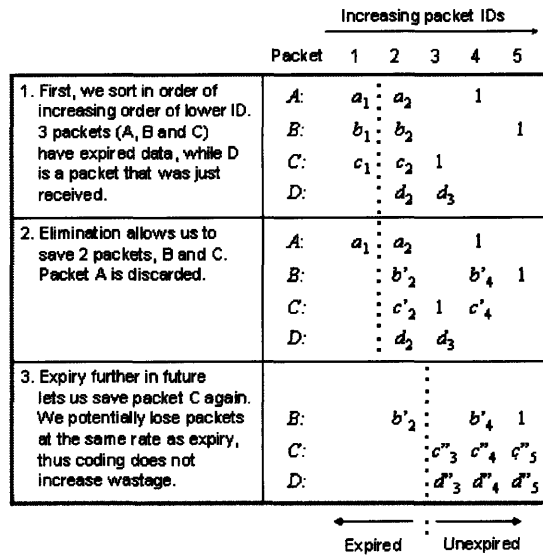 Increasing packet IDs
Packet 1 2 3 4 5
1. First, we sort in order of
increasing order of lower ID.
3 packets (A, B and C)
have expired data, while D
is a packet that was just
received.
A: a₁ a₂ 1
B: b₁ b₂ 1
C: c₁ c₂ 1
D: d₂ d₃
2. Elimination allows us to
save 2 packets, B and C.
Packet A is discarded.
A: a₁ a₂ 1
B: b'₂ b'₄ 1
C: c'₂ 1 c'₄
D: d₂ d₃
3. Expiry further in future
lets us save packet C again.
We potentially lose packets
at the same rate as expiry,
thus coding does not
increase wastage.
B: b'₂ b'₄ 1
C: c''₃ c''₄ c''₅
D: d''₃ d''₄ d''₅
Expired Unexpired